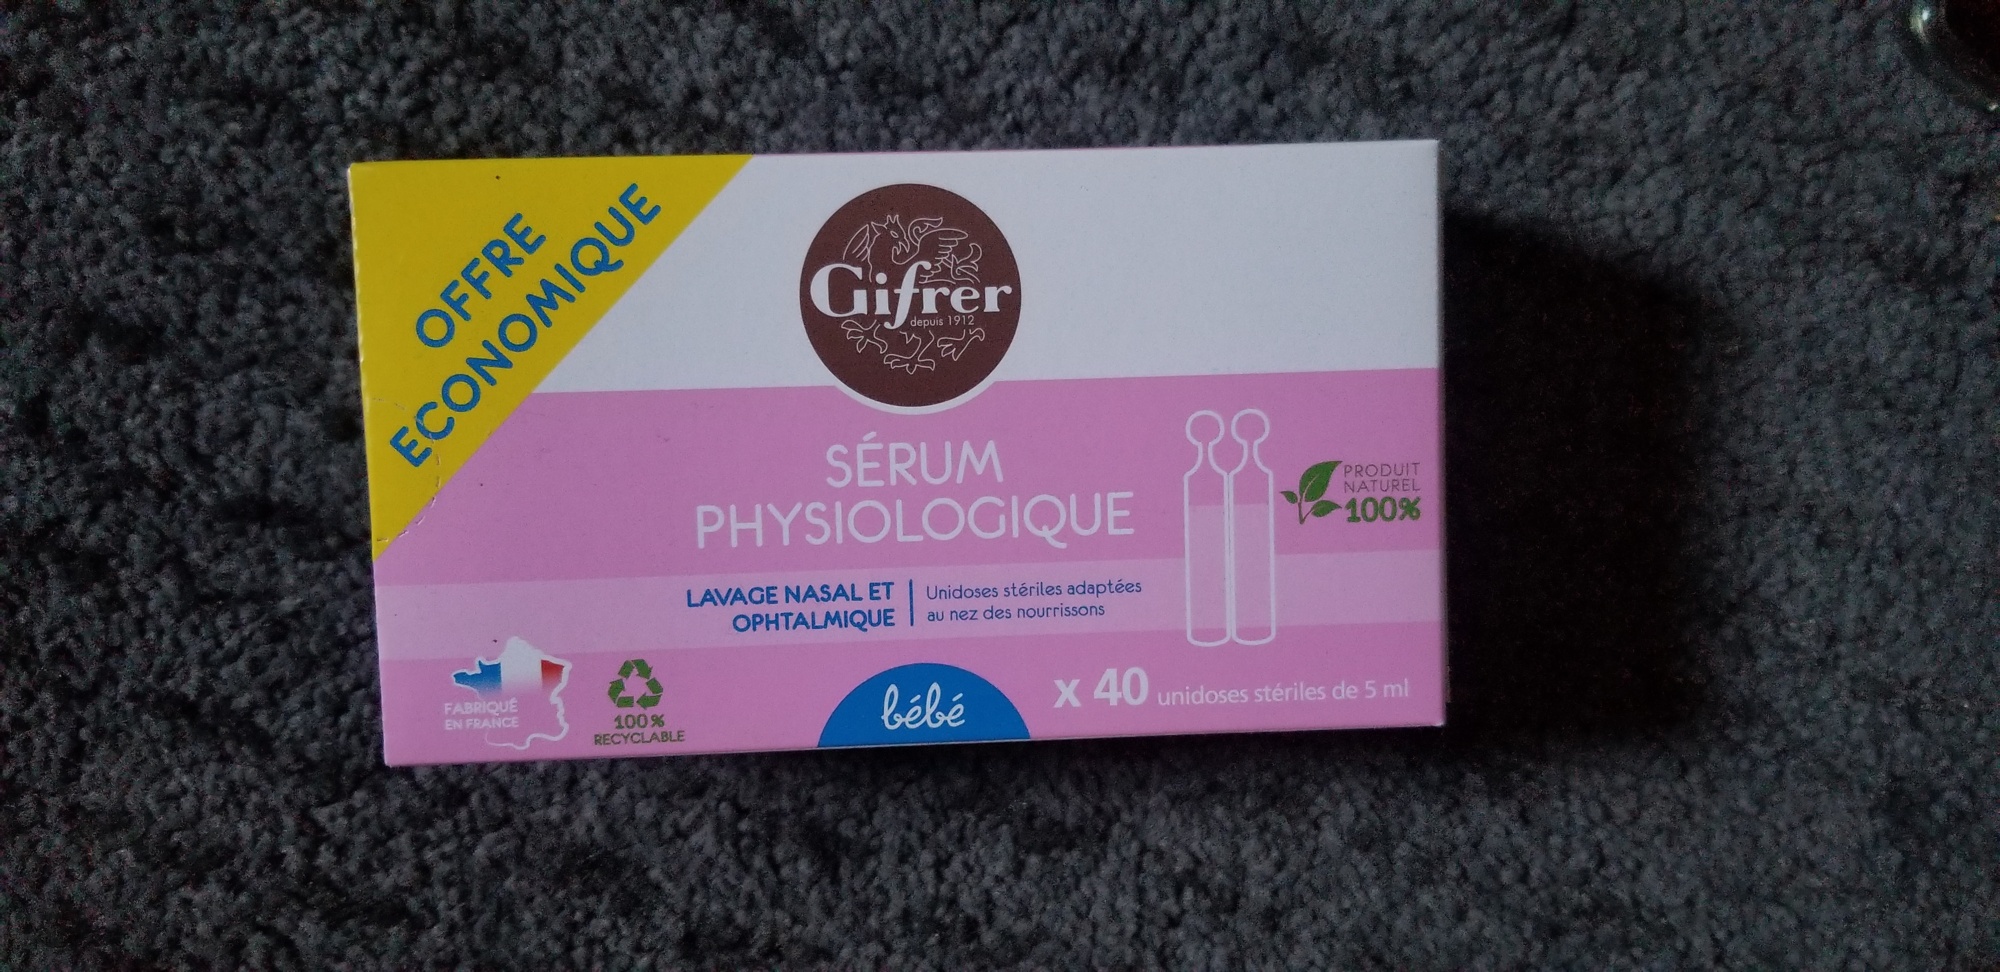 OFFRE
ECONOMIQUE
Gifrer
depuis 1912
SÉRUM
PHYSIOLOGIQUE
PRODUIT
NATUREL
100%
LAVAGE NASAL ET
OPHTALMIQUE
Unidoses stériles adaptées
au nez des nourrissons
FABRIQUÉ
EN FRANCE
100%
RECYCLABLE
bébé
x 40 unidoses stériles de 5 ml